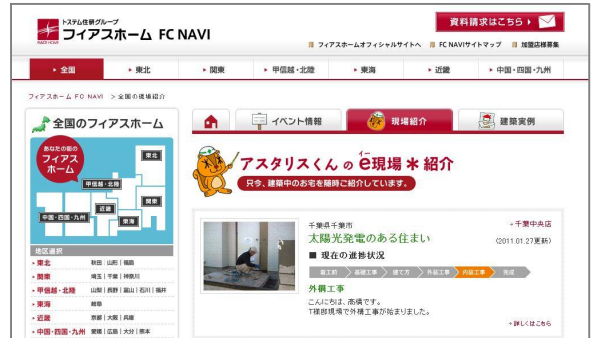 トステム住研グループ
フィアスホーム FC NAVI
資料請求はこちら
フィアスホームオフィシャルサイトへ FC NAVIサイトマップ 加盟店様募集
全国 東北 関東 甲信越・北陸 東海 近畿 中国・四国・九州
フィアスホーム FC NAVI >全国の現場紹介
全国のフィアスホーム
イベント情報 現場紹介 建築実例
あなたの街の
フィアス
ホーム
東北
甲信越・北陸
関東
近畿
中国・四国・九州
東海
アスタリスくんのe現場*紹介
イー
只今、建築中のお宅を随時ご紹介しています。
地区選択
東北 秋田|山形|福島
関東 埼玉|千葉|神奈川
甲信越・北陸 山梨|長野|富山|石川|福井
東海 岐阜
近畿 京都|大阪|兵庫
中国・四国・九州 愛媛|広島|大分|熊本
千葉県千葉市
千葉中央店
太陽光発電のある住まい
(2011.01.27更新)
■ 現在の進捗状況
着工前 基礎工事 建て方 外装工事 内装工事 完成
外構工事
こんにちは、高橋です。
T様邸現場で外構工事が始まりました。
詳しくはこちら